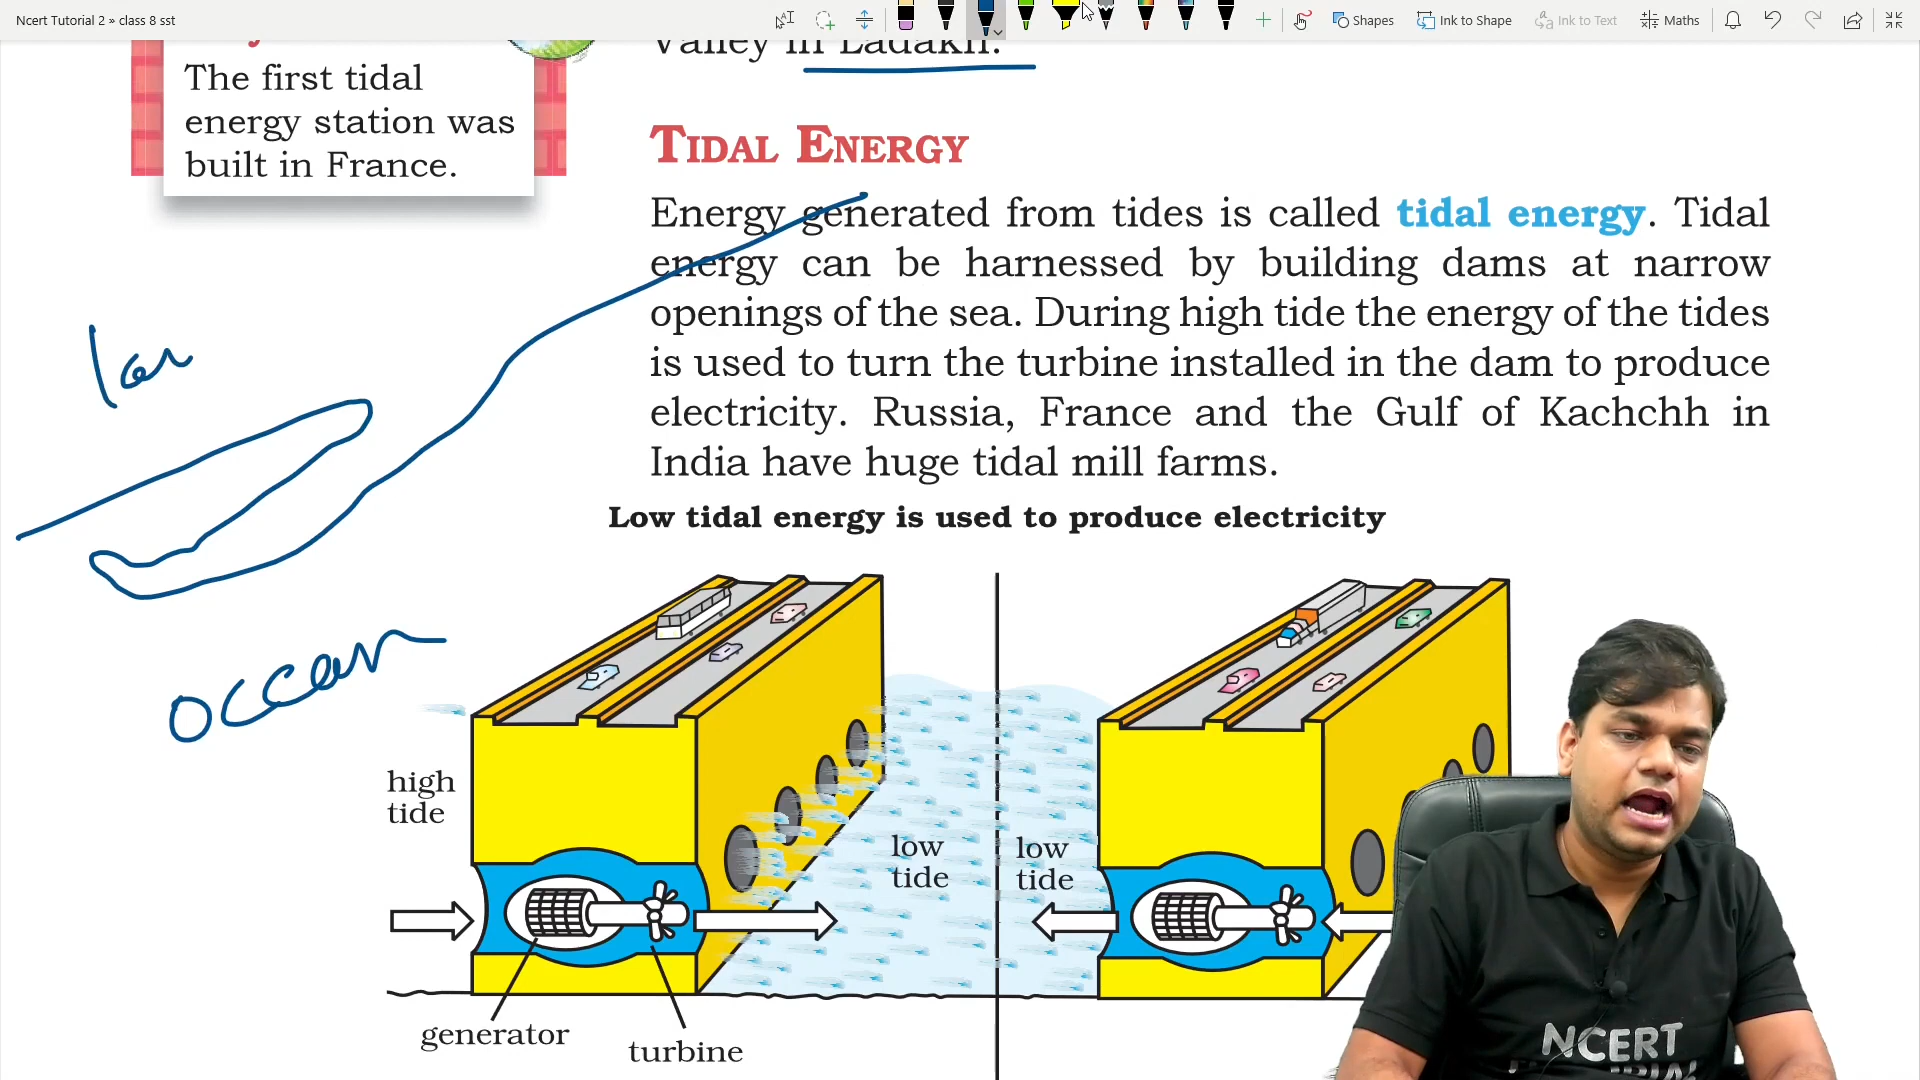 Ncert Tutorial 2 » class 8 sst
Shapes
Ink to Shape
Ink to Text
Maths
Valley in Ladakh.
The first tidal
energy station was
built in France.
TIDAL ENERGY
Energy generated from tides is called tidal energy. Tidal
energy can be harnessed by building dams at narrow
openings of the sea. During high tide the energy of the tides
is used to turn the turbine installed in the dam to produce
electricity. Russia, France and the Gulf of Kachchh in
India have huge tidal mill farms.
Low tidal energy is used to produce electricity
high
tide
low
tide
low
tide
generator
turbine
NCERT